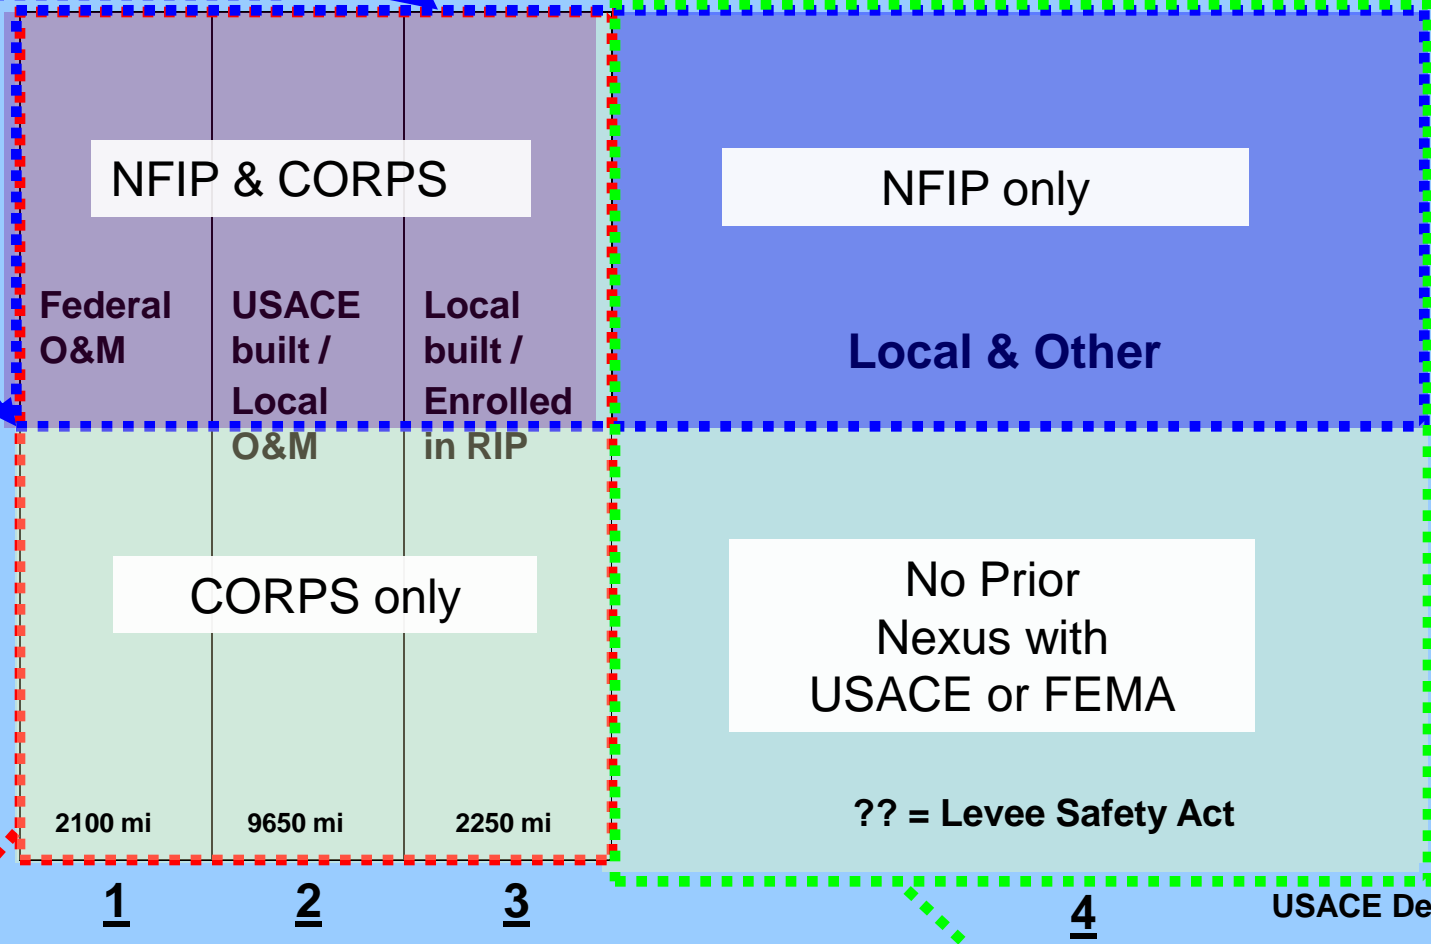 NFIP & CORPS
NFIP only
Federal
O&M
USACE
built /
Local
O&M
Local
built /
Enrolled
in RIP
Local & Other
CORPS only
No Prior
Nexus with
USACE or FEMA
?? = Levee Safety Act
2100 mi
9650 mi
2250 mi
1
2
3
4
USACE De